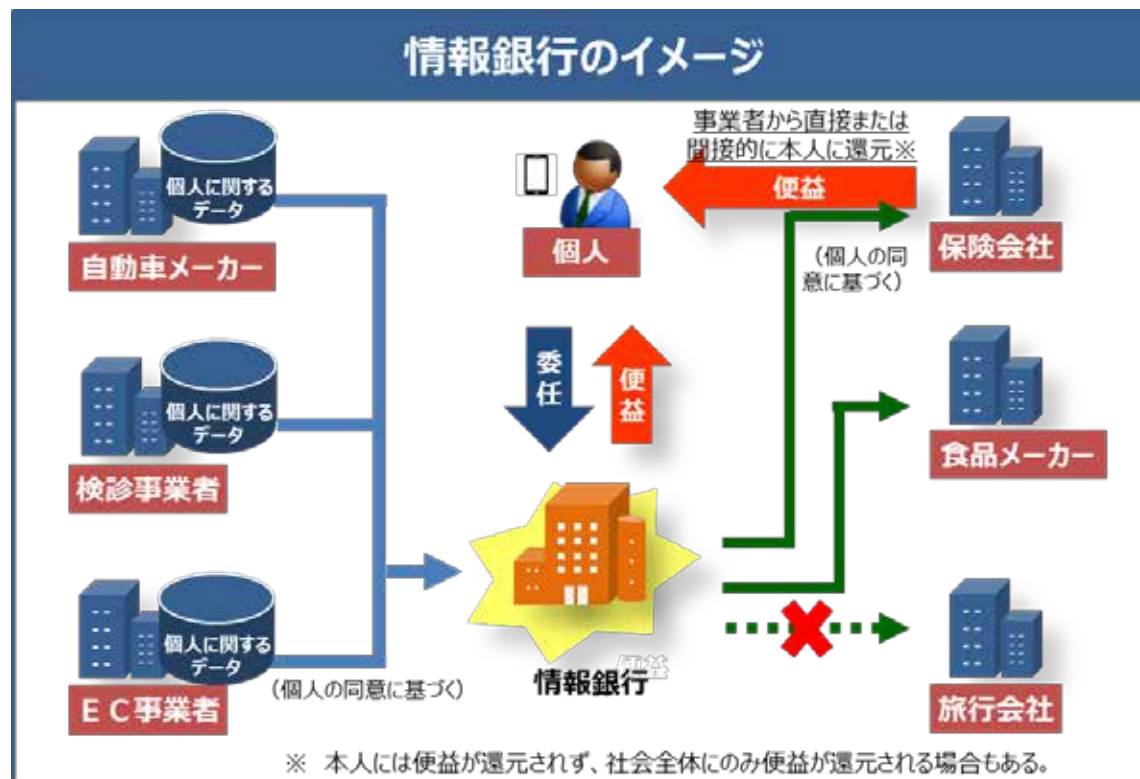 情報銀行のイメージ
個人に関する
データ
自動車メーカー
個人に関する
データ
検診事業者
個人に関する
データ
ＥＣ事業者
(個人の同意に基づく)
個人
委任
便益
情報銀行
便益
事業者から直接または
間接的に本人に還元※
便益
(個人の同
意に基づく)
保険会社
食品メーカー
旅行会社
※　本人には便益が還元されず、社会全体にのみ便益が還元される場合もある。